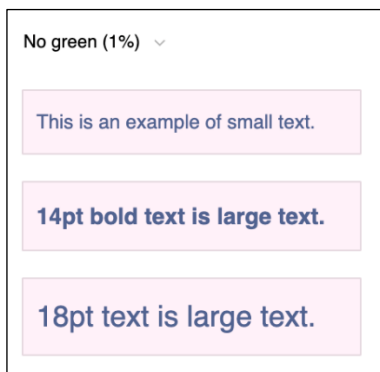 No green (1%)
This is an example of small text.
14pt bold text is large text.
18pt text is large text.